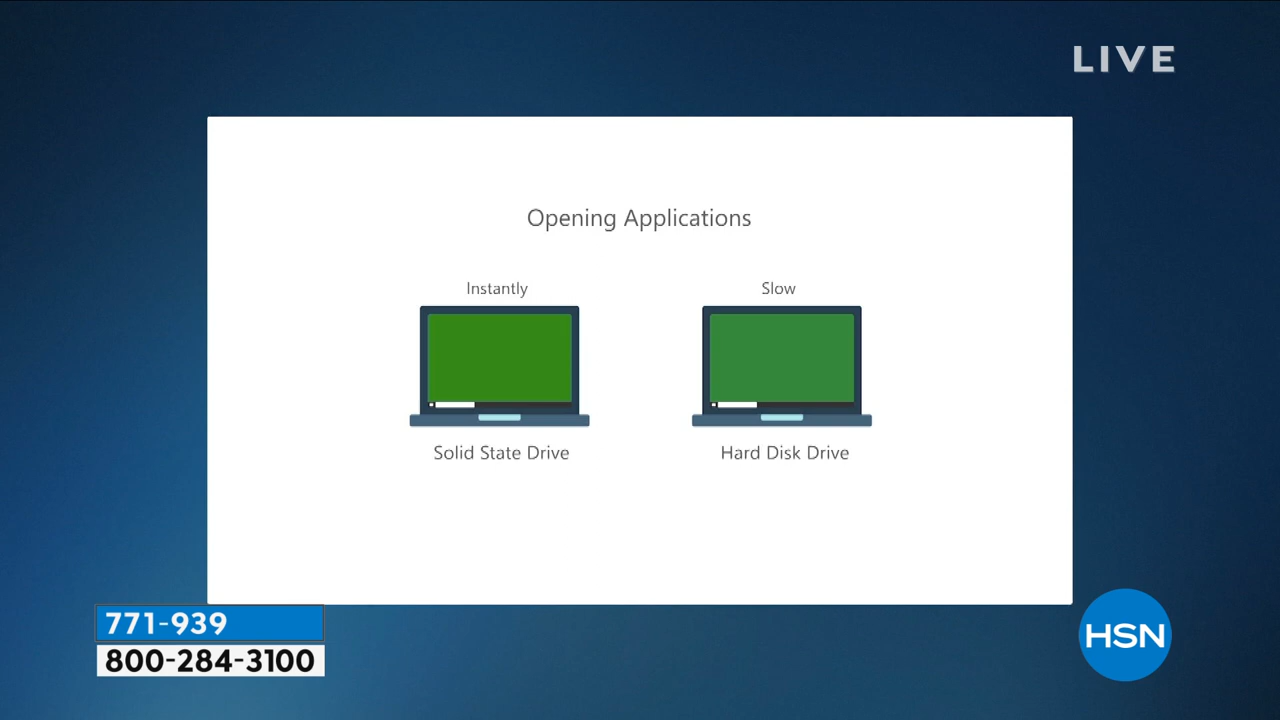 LIVE
Opening Applications
Instantly
Slow
Solid State Drive
Hard Disk Drive
771-939
800-284-3100
HSN